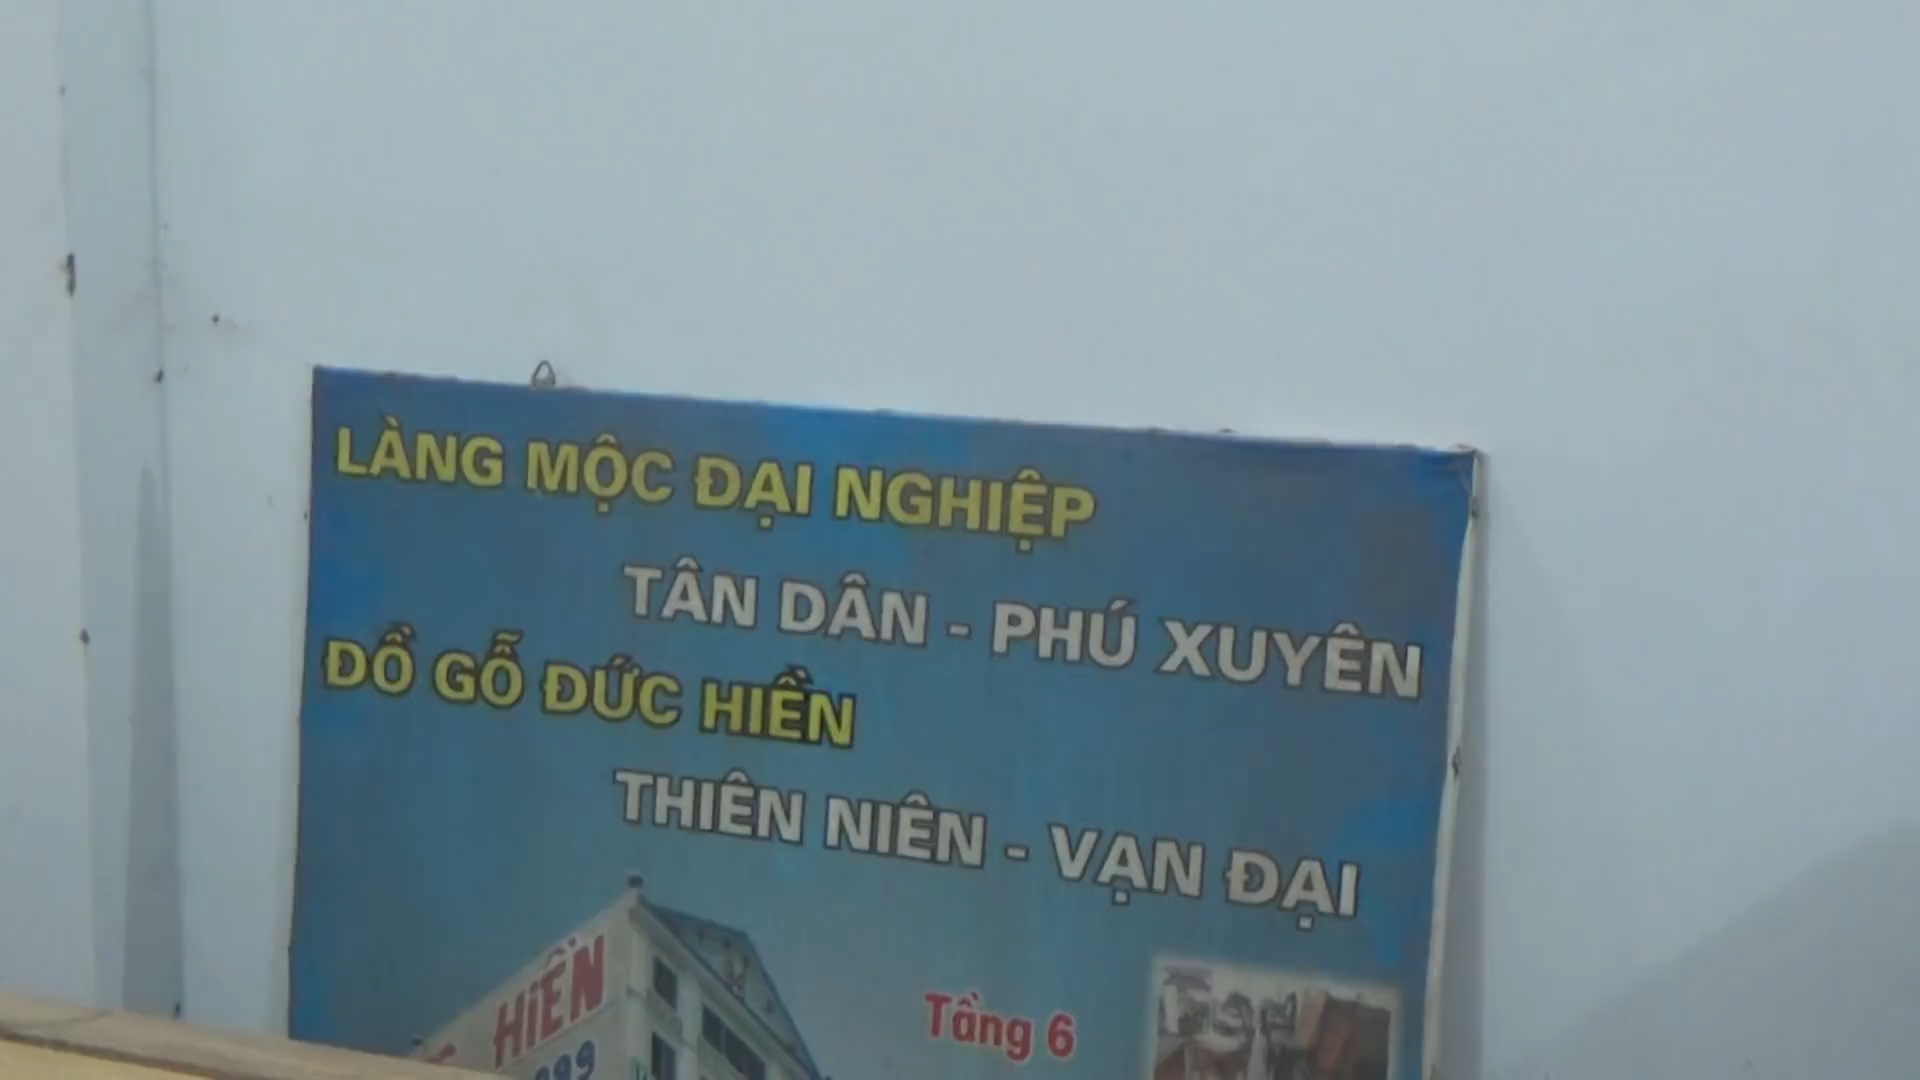 LÀNG MỘC ĐẠI NGHIỆP
TÂN DÂN - PHÚ XUYÊN
ĐỒ GỖ ĐỨC HIỀN
THIÊN NIÊN - VẠN ĐẠI
HIỀN
Tầng 6